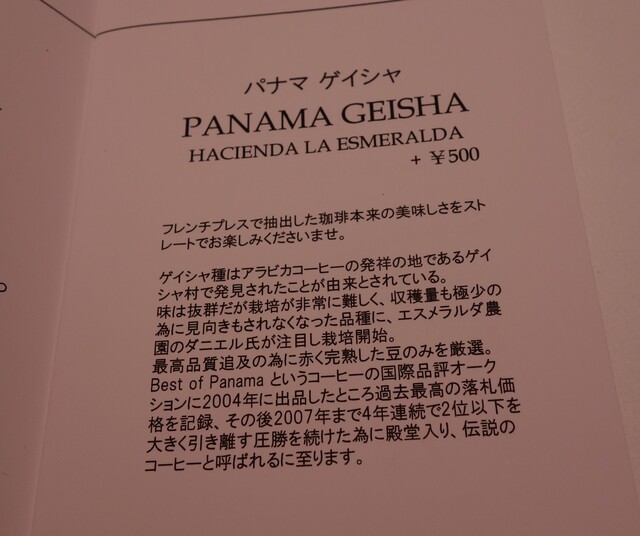 パナマ ゲイシャ
PANAMA GEISHA
HACIENDA LA ESMERALDA
+ ¥500
フレンチプレスで抽出した珈琲本来の美味しさをスト
レートでお楽しみくださいませ。
ゲイシャ種はアラビカコーヒーの発祥の地であるゲイ
シャ村で発見されたことが由来とされている。
味は抜群だが栽培が非常に難しく、収穫量も極少の
為に見向きもされなくなった品種に、エスメラルダ農
園のダニエル氏が注目し栽培開始。
最高品質追及の為に赤く完熟した豆のみを厳選。
Best of Panama というコーヒーの国際品評オーク
ションに2004年に出品したところ過去最高の落札価
格を記録、その後2007年まで4年連続で2位以下を
大きく引き離す圧勝を続けた為に殿堂入り、伝説の
コーヒーと呼ばれるに至ります。